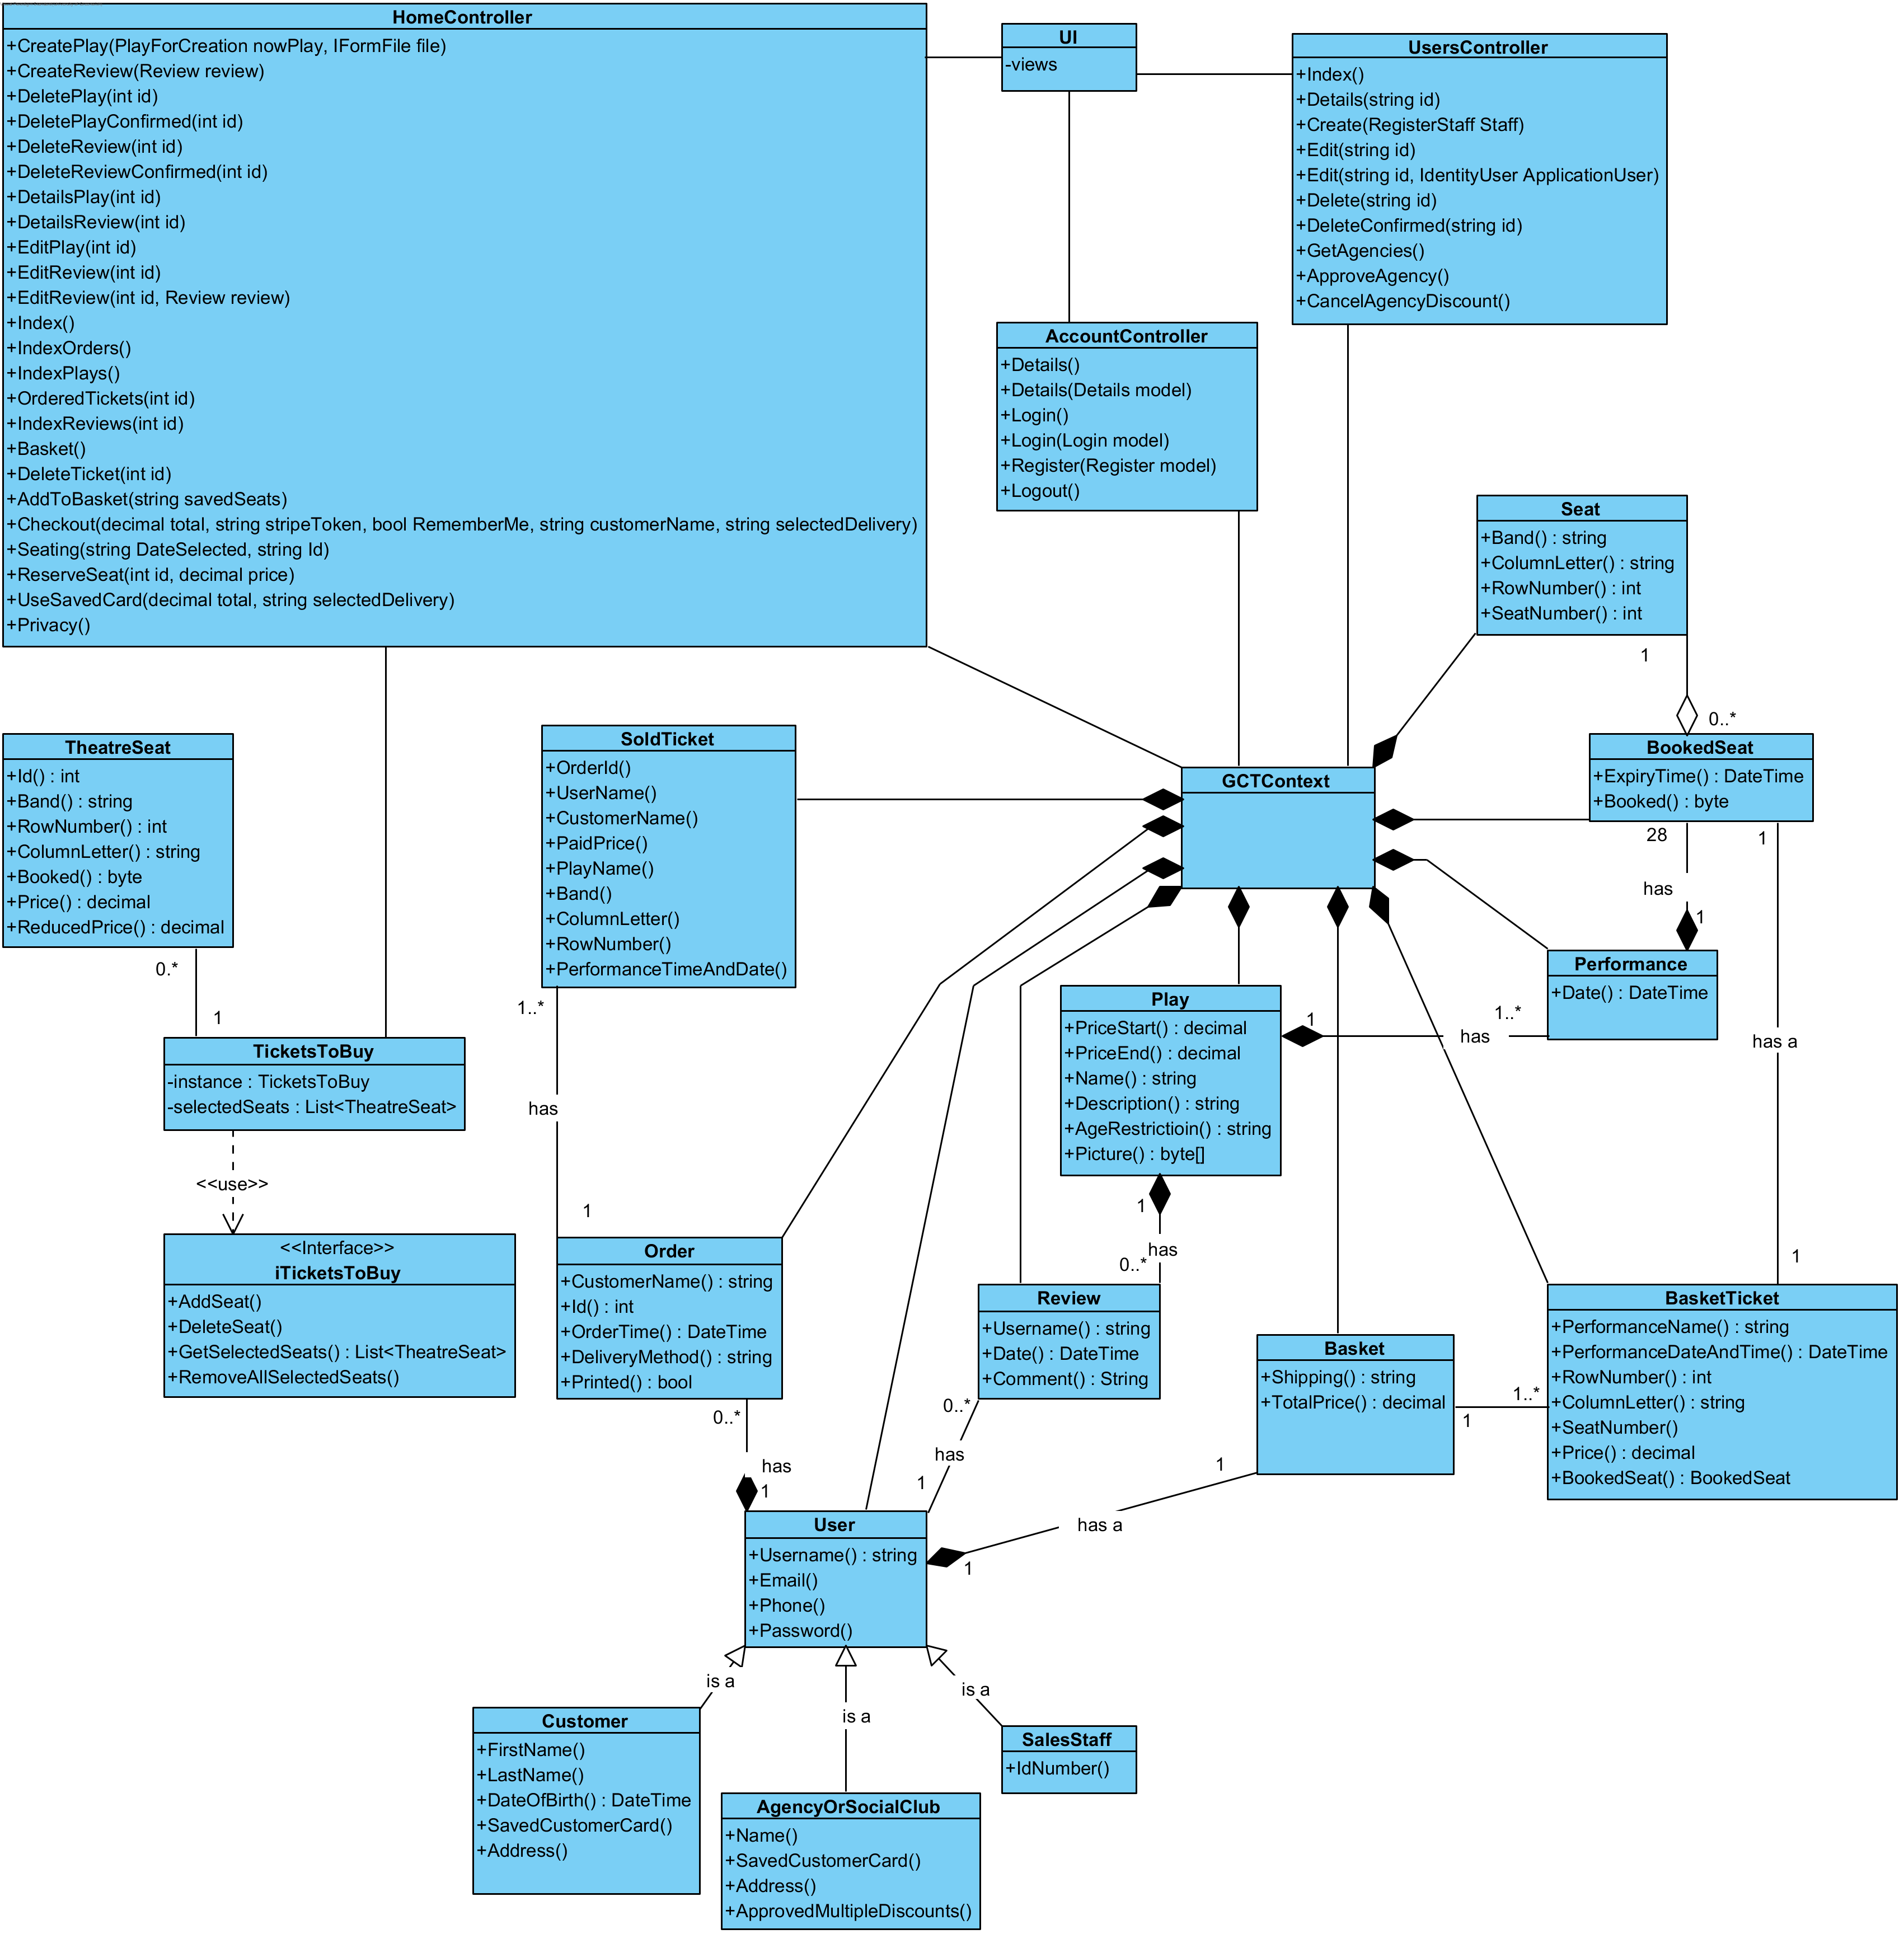 HomeController
+CreatePlay(PlayForCreation nowPlay, IFormFile file)
+CreateReview(Review review)
+DeletePlay(int id)
+DeletePlayConfirmed(int id)
+DeleteReview(int id)
+DeleteReviewConfirmed(int id)
+DetailsPlay(int id)
+DetailsReview(int id)
+EditPlay(int id)
+EditReview(int id)
+EditReview(int id, Review review)
+Index()
+IndexOrders()
+IndexPlays()
+OrderedTickets(int id)
+IndexReviews(int id)
+Basket()
+DeleteTicket(int id)
+AddToBasket(string savedSeats)
+Checkout(decimal total, string stripeToken, bool RememberMe, string customerName, string selectedDelivery)
+Seating(string DateSelected, string Id)
+ReserveSeat(int id, decimal price)
+UseSavedCard(decimal total, string selectedDelivery)
+Privacy()
UI
-views
UsersController
+Index()
+Details(string id)
+Create(RegisterStaff Staff)
+Edit(string id)
+Edit(string id, IdentityUser ApplicationUser)
+Delete(string id)
+DeleteConfirmed(string id)
+GetAgencies()
+ApproveAgency()
+CancelAgencyDiscount()
AccountController
+Details()
+Details(Details model)
+Login()
+Login(Login model)
+Register(Register model)
+Logout()
Seat
+Band() : string
+ColumnLetter() : string
+RowNumber() : int
+SeatNumber() : int
1
0..*
TheatreSeat
+Id() : int
+Band() : string
+RowNumber() : int
+ColumnLetter() : string
+Booked() : byte
+Price() : decimal
+ReducedPrice() : decimal
0.*
1
SoldTicket
+OrderId()
+UserName()
+CustomerName()
+PaidPrice()
+PlayName()
+Band()
+ColumnLetter()
+RowNumber()
+PerformanceTimeAndDate()
1..*
has
1
GCTContext
BookedSeat
+ExpiryTime() : DateTime
+Booked() : byte
28
has
1
1
has a
1
Performance
+Date() : DateTime
Play
+PriceStart() : decimal
+PriceEnd() : decimal
+Name() : string
+Description() : string
+AgeRestrictioin() : string
+Picture() : byte[]
1
has
1..*
1
has
0..*
TicketsToBuy
-instance : TicketsToBuy
-selectedSeats : List<TheatreSeat>
<<use>>
<<Interface>>
iTicketsToBuy
+AddSeat()
+DeleteSeat()
+GetSelectedSeats() : List<TheatreSeat>
+RemoveAllSelectedSeats()
Order
+CustomerName() : string
+Id() : int
+OrderTime() : DateTime
+DeliveryMethod() : string
+Printed() : bool
0..*
has
1
Review
+Username() : string
+Date() : DateTime
+Comment() : String
0..*
has
1
Basket
+Shipping() : string
+TotalPrice() : decimal
1
1..*
1
has a
1
BasketTicket
+PerformanceName() : string
+PerformanceDateAndTime() : DateTime
+RowNumber() : int
+ColumnLetter() : string
+SeatNumber()
+Price() : decimal
+BookedSeat() : BookedSeat
User
+Username() : string
+Email()
+Phone()
+Password()
is a
is a
is a
Customer
+FirstName()
+LastName()
+DateOfBirth() : DateTime
+SavedCustomerCard()
+Address()
AgencyOrSocialClub
+Name()
+SavedCustomerCard()
+Address()
+ApprovedMultipleDiscounts()
SalesStaff
+IdNumber()